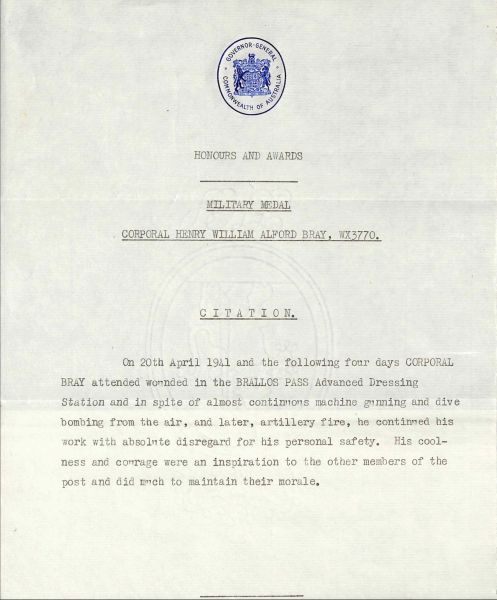 GOVERNOR-GENERAL
COMMONWEALTH OF AUSTRALIA
HONOURS AND AWARDS
MILITARY MEDAL
CORPORAL HENRY WILLIAM ALFORD BRAY, WX3770.
CITATION.
On 20th April 1941 and the following four days CORPORAL
BRAY attended wounded in the BRALLOS PASS Advanced Dressing
Station and in spite of almost continuous machine gunning and dive
bombing from the air, and later, artillery fire, he continued his
work with absolute disregard for his personal safety. His cool-
ness and courage were an inspiration to the other members of the
post and did much to maintain their morale.